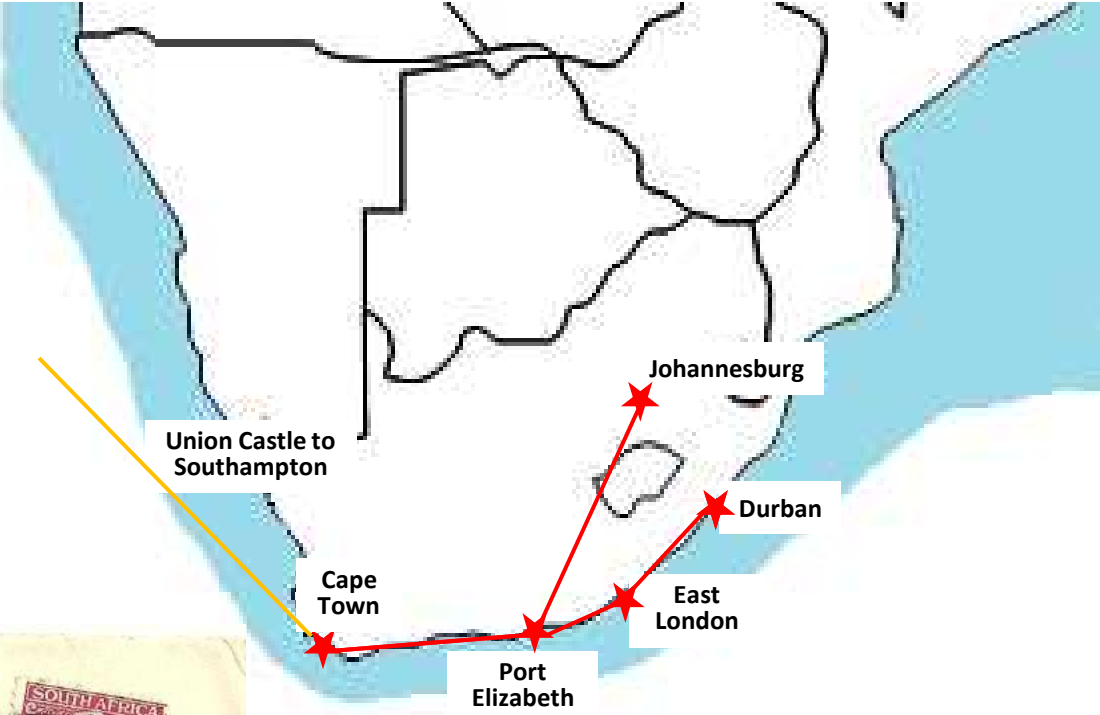 Johannesburg
Union Castle to
Southampton
Durban
Cape
Town
East
London
Port
Elizabeth
SOUTH AFRICA